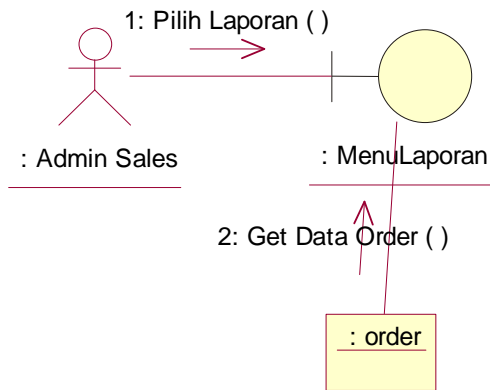 1: Pilih Laporan ( )
: Admin Sales
: MenuLaporan
2: Get Data Order ( )
: order